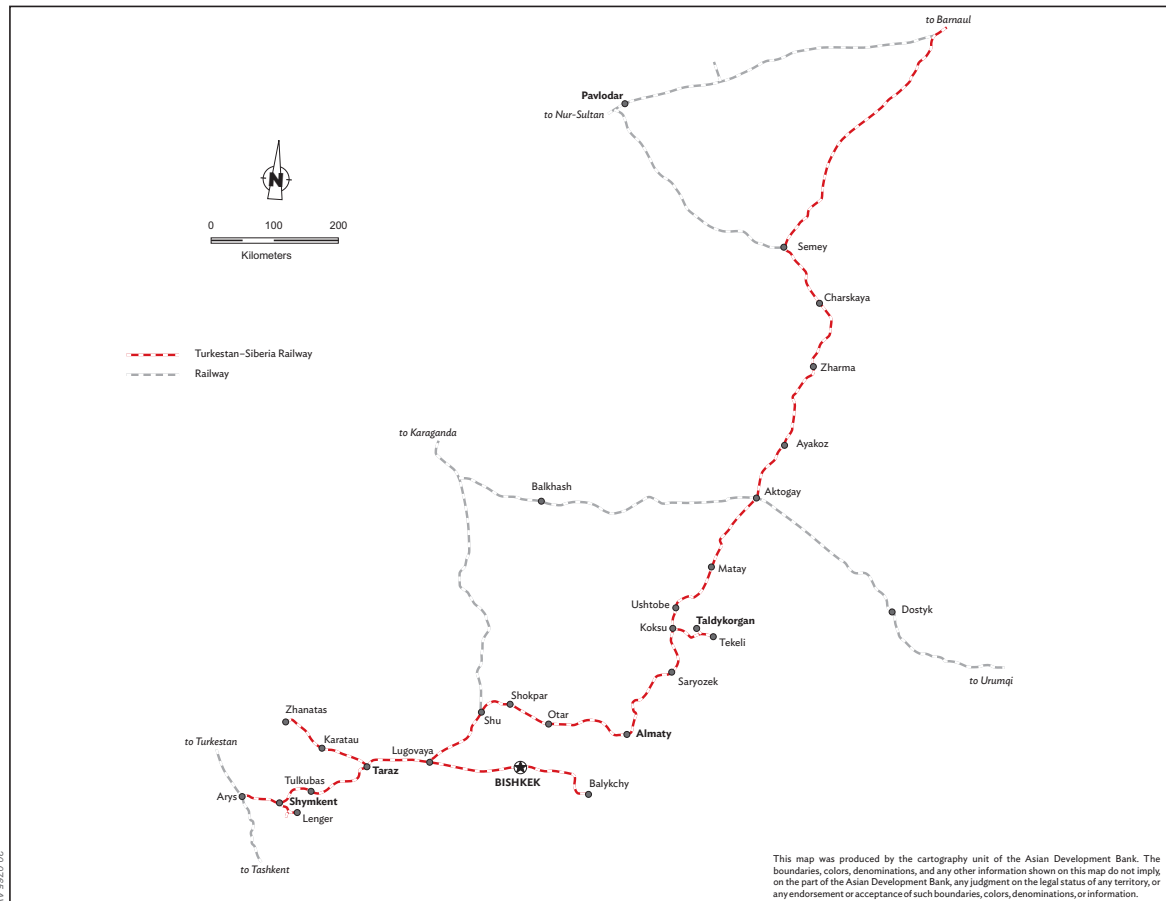 to Barnaul
Pavlodar
to Nur-Sultan
N
0 100 200
Kilometers
Semey
Charskaya
Turkestan–Siberia Railway
Zharma
Railway
to Karaganda
Ayakoz
Balkhash
Aktogay
Matay
Ushtobe
Dostyk
Taldykorgan
Koksu
Tekeli
Saryozek
to Urumqi
Shokpar
Zhanatas
Otar
Shu
Almaty
to Turkestan
Karatau
Lugovaya
Taraz
BISHKEK
Tulkubas
Balykchy
Arys
Shymkent
Lenger
to Tashkent
This map was produced by the cartography unit of the Asian Development Bank. The
boundaries, colors, denominations, and any other information shown on this map do not imply,
on the part of the Asian Development Bank, any judgment on the legal status of any territory, or
any endorsement or acceptance of such boundaries, colors, denominations, or information.